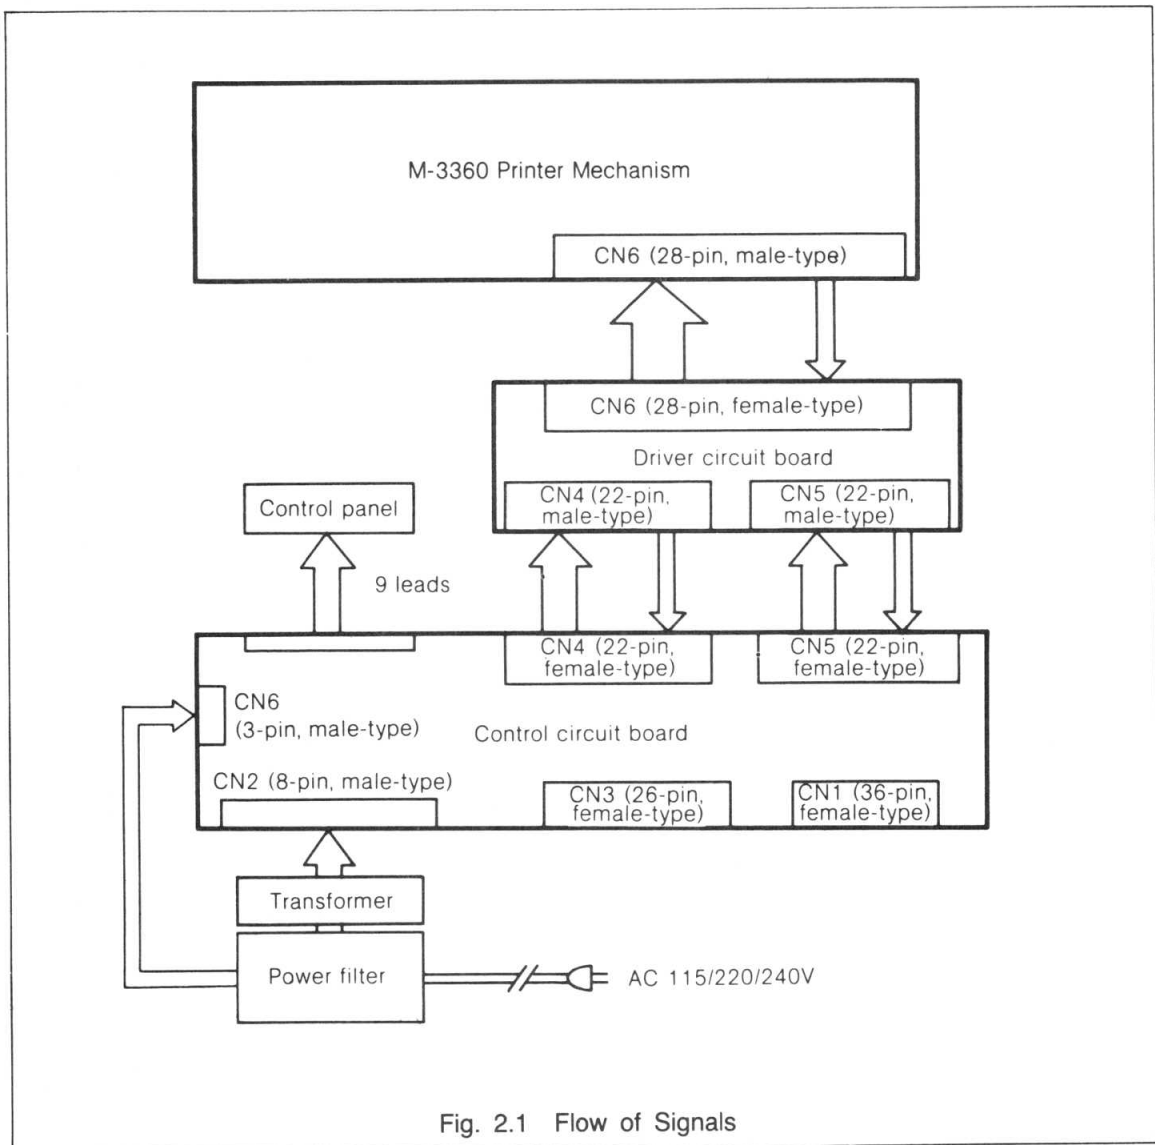 M-3360 Printer Mechanism
CN6 (28-pin, male-type)
CN6 (28-pin, female-type)
Driver circuit board
CN4 (22-pin,
male-type)
CN5 (22-pin,
male-type)
Control panel
9 leads
CN4 (22-pin,
female-type)
CN5 (22-pin,
female-type)
CN6
(3-pin, male-type)
Control circuit board
CN2 (8-pin, male-type)
CN3 (26-pin,
female-type)
CN1 (36-pin,
female-type)
Transformer
Power filter
AC 115/220/240V
Fig. 2.1 Flow of Signals